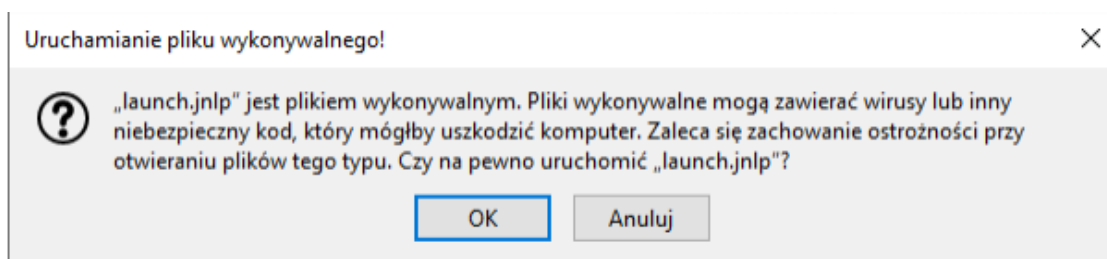 Uruchamianie pliku wykonywalnego!
„launch.jnlp” jest plikiem wykonywalnym. Pliki wykonywalne mogą zawierać wirusy lub inny
niebezpieczny kod, który mógłby uszkodzić komputer. Zaleca się zachowanie ostrożności przy
otwieraniu plików tego typu. Czy na pewno uruchomić „launch.jnlp”?
OK
Anuluj